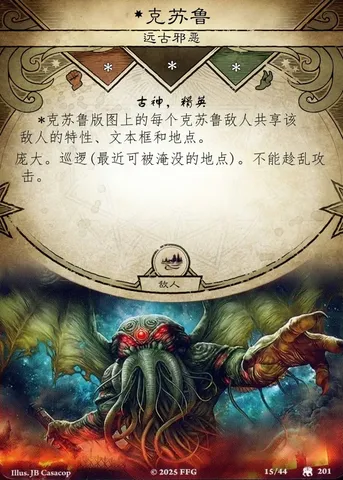 *克苏鲁
远古邪恶
* * *
古神，精英
*克苏鲁版图上的每个克苏鲁敌人共享该
敌人的特性、文本框和地点。
庞大。巡逻(最近可被淹没的地点)。不能趁乱攻
击。
敌人
Illus. JB Casacop
© 2025 FFG
15/44
201